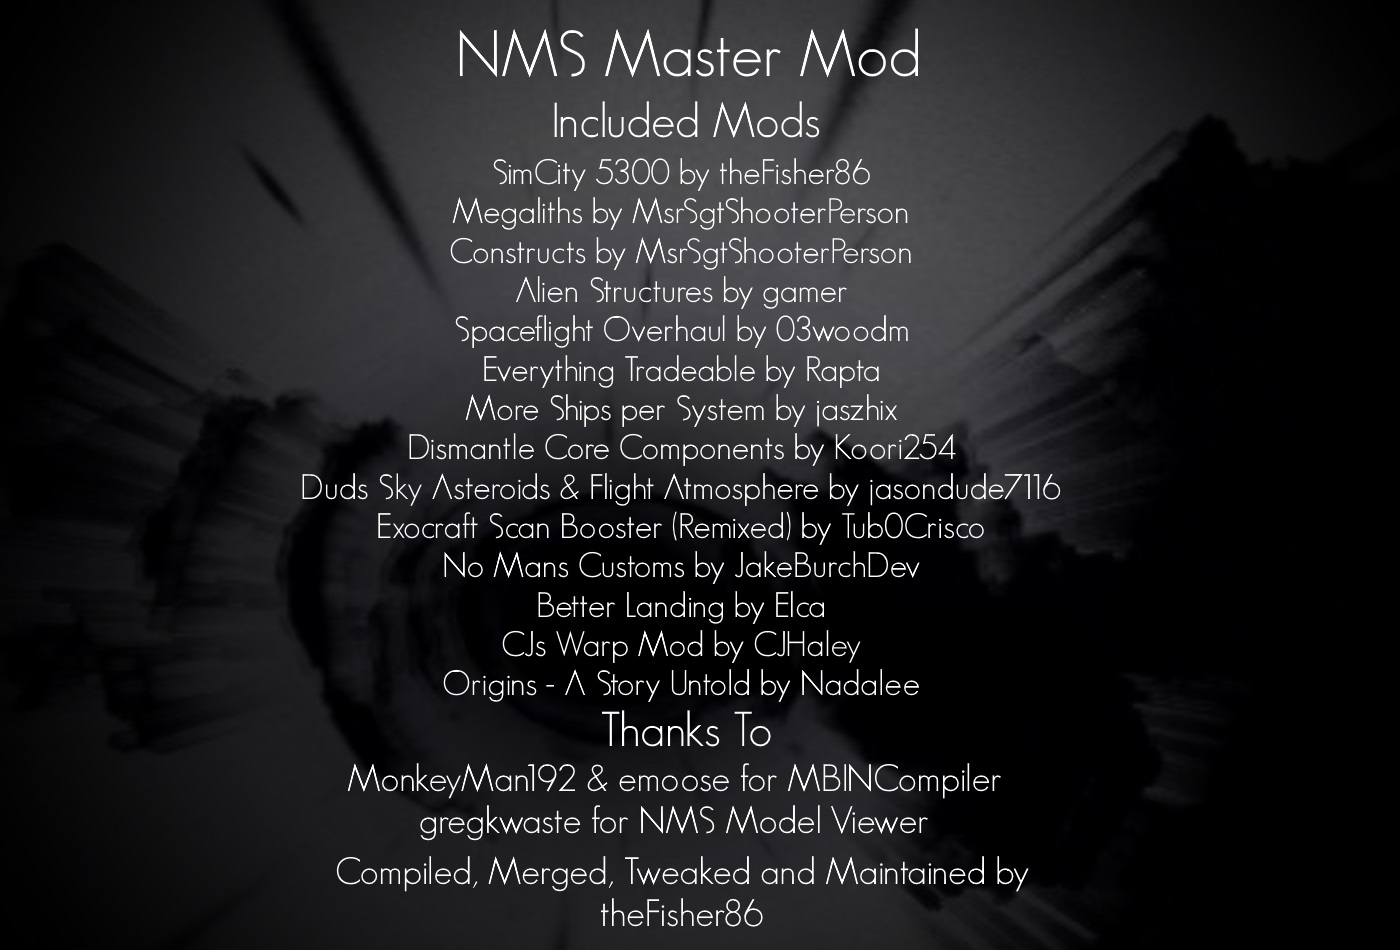 NMS Master Mod
Included Mods
SimCity 5300 by theFisher86
Megaliths by MsrSgtShooterPerson
Constructs by MsrSgtShooterPerson
Alien Structures by gamer
Spaceflight Overhaul by 03woodm
Everything Tradeable by Rapta
More Ships per System by jaszhix
Dismantle Core Components by Koori254
Duds Sky Asteroids & Flight Atmosphere by jasondude7116
Exocraft Scan Booster (Remixed) by Tub0Crisco
No Mans Customs by JakeBurchDev
Better Landing by Elca
CJs Warp Mod by CJHaley
Origins - A Story Untold by Nadalee
Thanks To
MonkeyMan192 & emoose for MBINCompiler
gregkwaste for NMS Model Viewer
Compiled, Merged, Tweaked and Maintained by
theFisher86